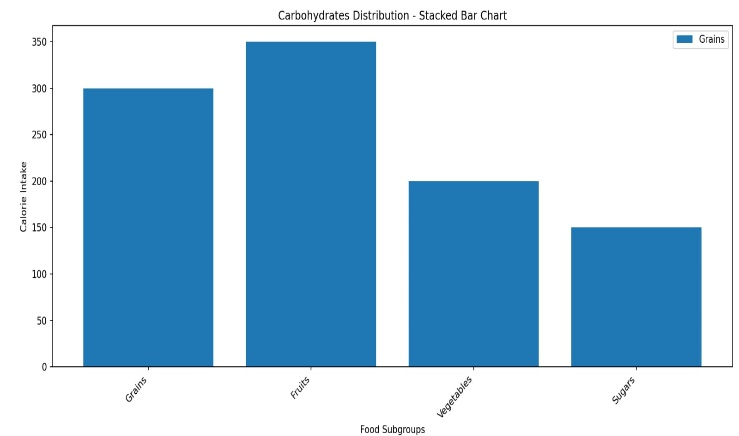 Carbohydrates Distribution - Stacked Bar Chart
Grains
Calorie Intake
350
300
250
200
150
100
50
0
Grains
Fruits
Vegetables
Sugars
Food Subgroups